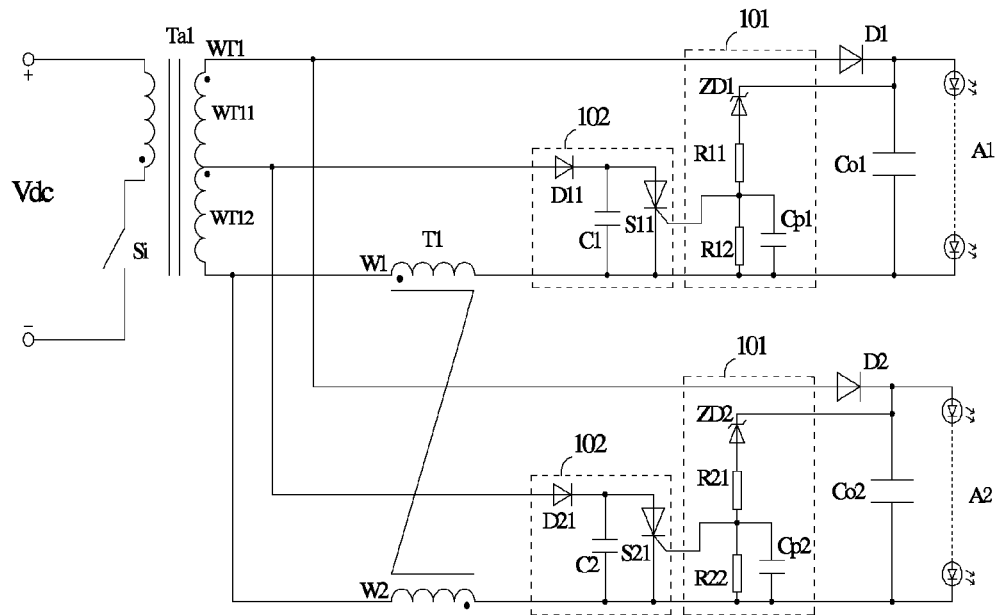 101
D1
Ta1
WT1
+
ZD1
102
WT11
R11
A1
Co1
Vdc
D11
S11
Cp1
WT12
C1
T1
Si
W1
R12
−
101
D2
ZD2
102
R21
Co2
A2
D21
S21
Cp2
C2
R22
W2